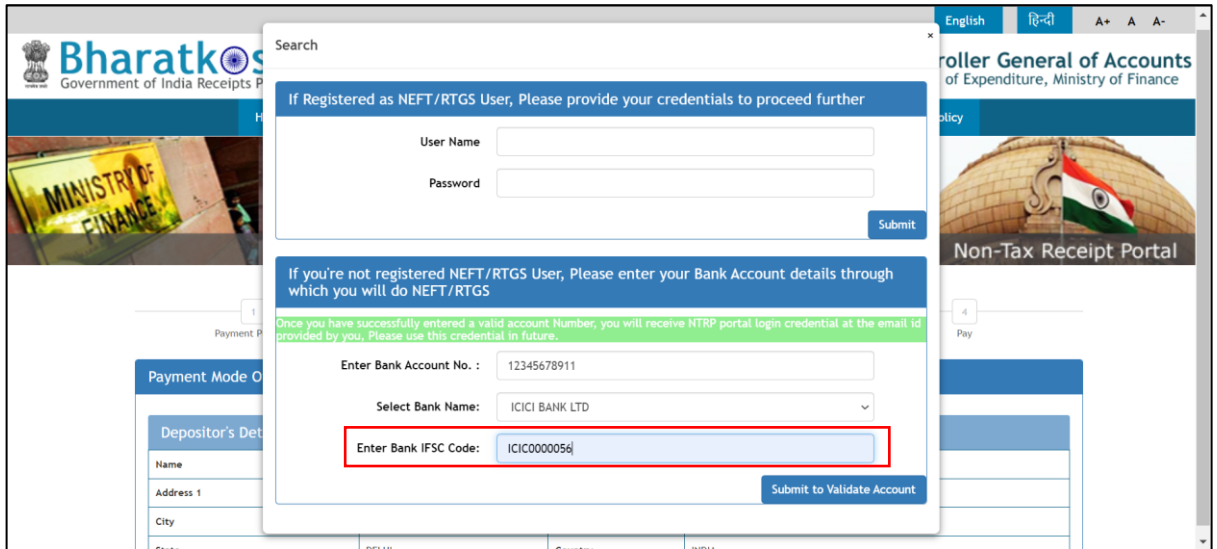 English हिन्दी A+ A A-
Search ×
Bharatk
Government of India Receipts P
roller General of Accounts
of Expenditure, Ministry of Finance
H
olicy
If Registered as NEFT/RTGS User, Please provide your credentials to proceed further
User Name
Password
Submit
MINISTRY OF
FINANCE
Non-Tax Receipt Portal
If you're not registered NEFT/RTGS User, Please enter your Bank Account details through
which you will do NEFT/RTGS
Once you have successfully entered a valid account Number, you will receive NTRP portal login credential at the email id
provided by you, Please use this credential in future.
1
Payment P
4
Pay
Enter Bank Account No. : 12345678911
Select Bank Name: ICICI BANK LTD
Enter Bank IFSC Code: ICIC0000056
Submit to Validate Account
Payment Mode O
Depositor's Det
Name
Address 1
City
State DELHI Country INDIA